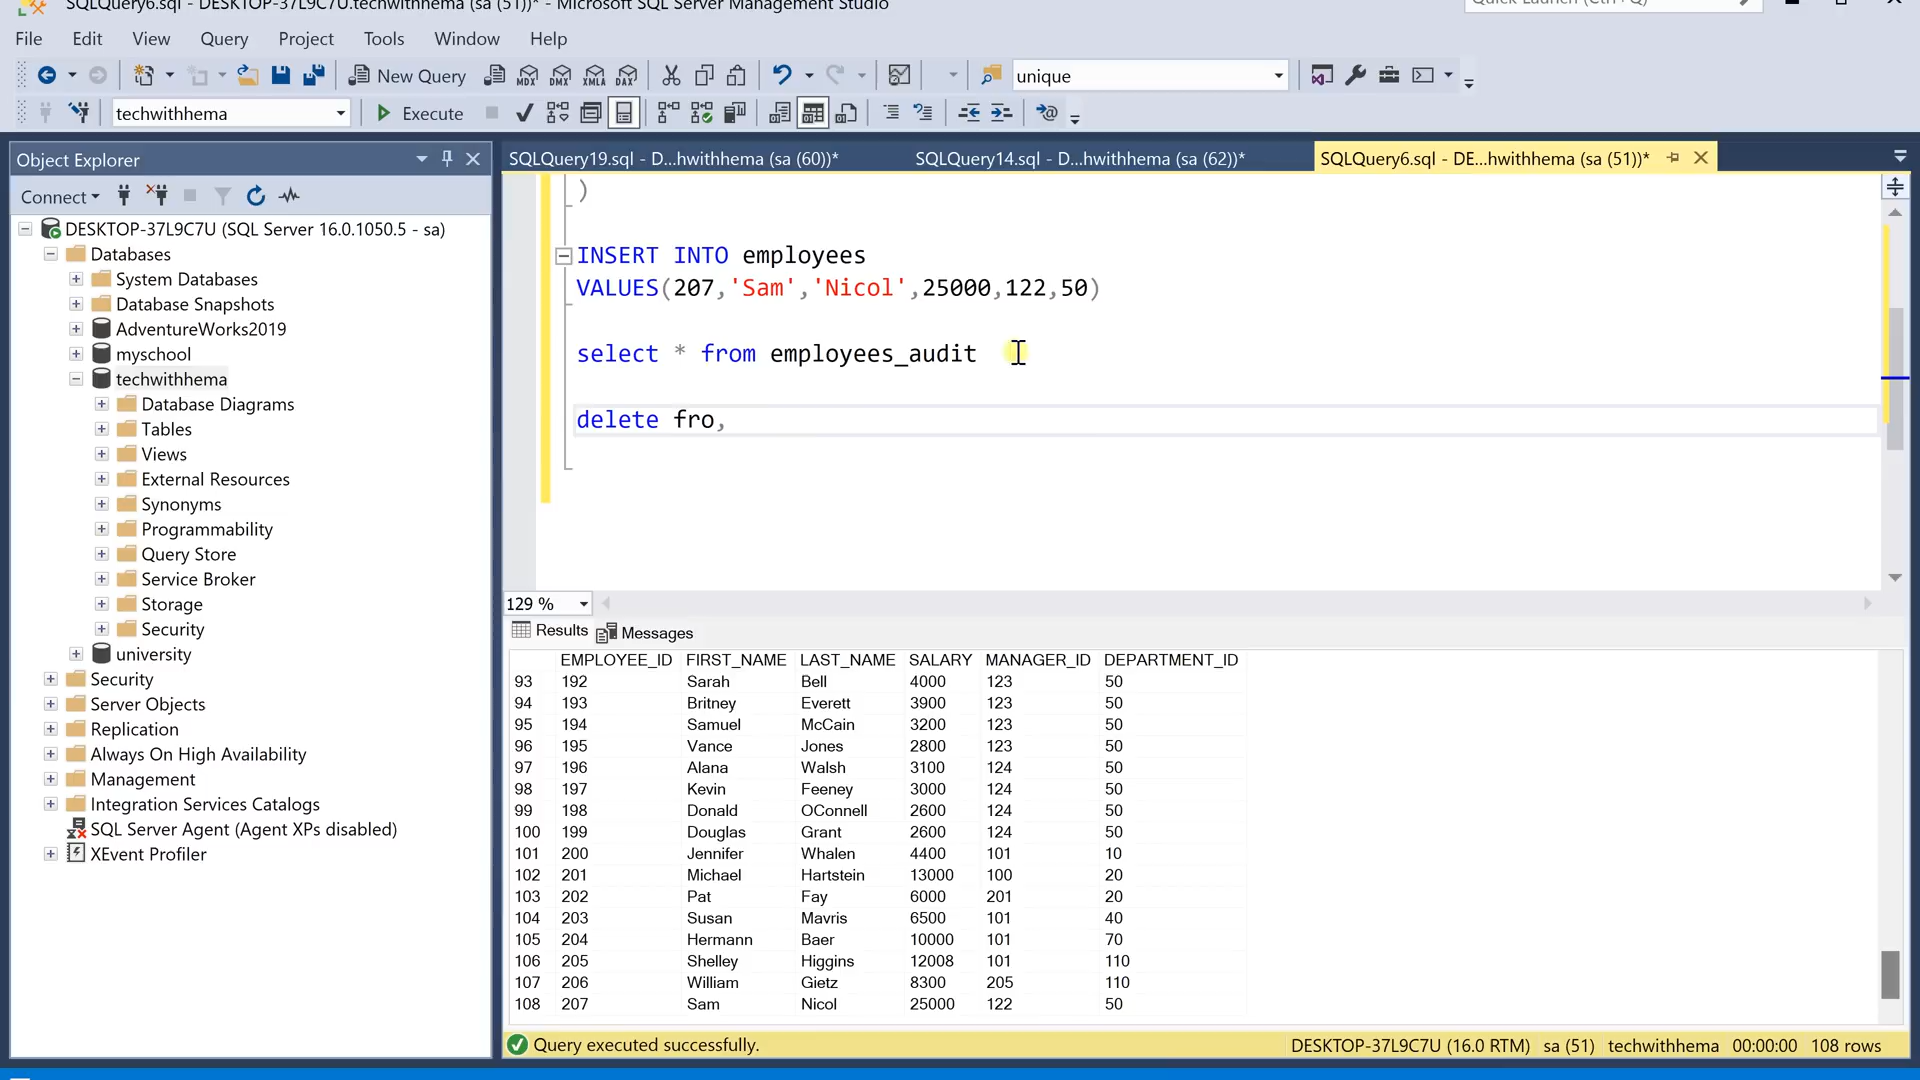 SQLQuery6.sql - DESKTOP-37L9C7U.techwithhema (sa (51))* - Microsoft SQL Server Management Studio
Quick Launch (Ctrl+Q)
File Edit View Query Project Tools Window Help
New Query MDX DMX XMLA DAX unique
techwithhema Execute
Object Explorer
SQLQuery19.sql - D...hwithhema (sa (60))* SQLQuery14.sql - D...hwithhema (sa (62))* SQLQuery6.sql - DE...hwithhema (sa (51))*
Connect
DESKTOP-37L9C7U (SQL Server 16.0.1050.5 - sa)
Databases
System Databases
Database Snapshots
AdventureWorks2019
myschool
techwithhema
Database Diagrams
Tables
Views
External Resources
Synonyms
Programmability
Query Store
Service Broker
Storage
Security
university
Security
Server Objects
Replication
Always On High Availability
Management
Integration Services Catalogs
SQL Server Agent (Agent XPs disabled)
XEvent Profiler
)
INSERT INTO employees
VALUES(207,'Sam','Nicol',25000,122,50)
select * from employees_audit
delete fro,
129 %
Results Messages
EMPLOYEE_ID FIRST_NAME LAST_NAME SALARY MANAGER_ID DEPARTMENT_ID
93 192 Sarah Bell 4000 123 50
94 193 Britney Everett 3900 123 50
95 194 Samuel McCain 3200 123 50
96 195 Vance Jones 2800 123 50
97 196 Alana Walsh 3100 124 50
98 197 Kevin Feeney 3000 124 50
99 198 Donald OConnell 2600 124 50
100 199 Douglas Grant 2600 124 50
101 200 Jennifer Whalen 4400 101 10
102 201 Michael Hartstein 13000 100 20
103 202 Pat Fay 6000 201 20
104 203 Susan Mavris 6500 101 40
105 204 Hermann Baer 10000 101 70
106 205 Shelley Higgins 12008 101 110
107 206 William Gietz 8300 205 110
108 207 Sam Nicol 25000 122 50
Query executed successfully. DESKTOP-37L9C7U (16.0 RTM) sa (51) techwithhema 00:00:00 108 rows